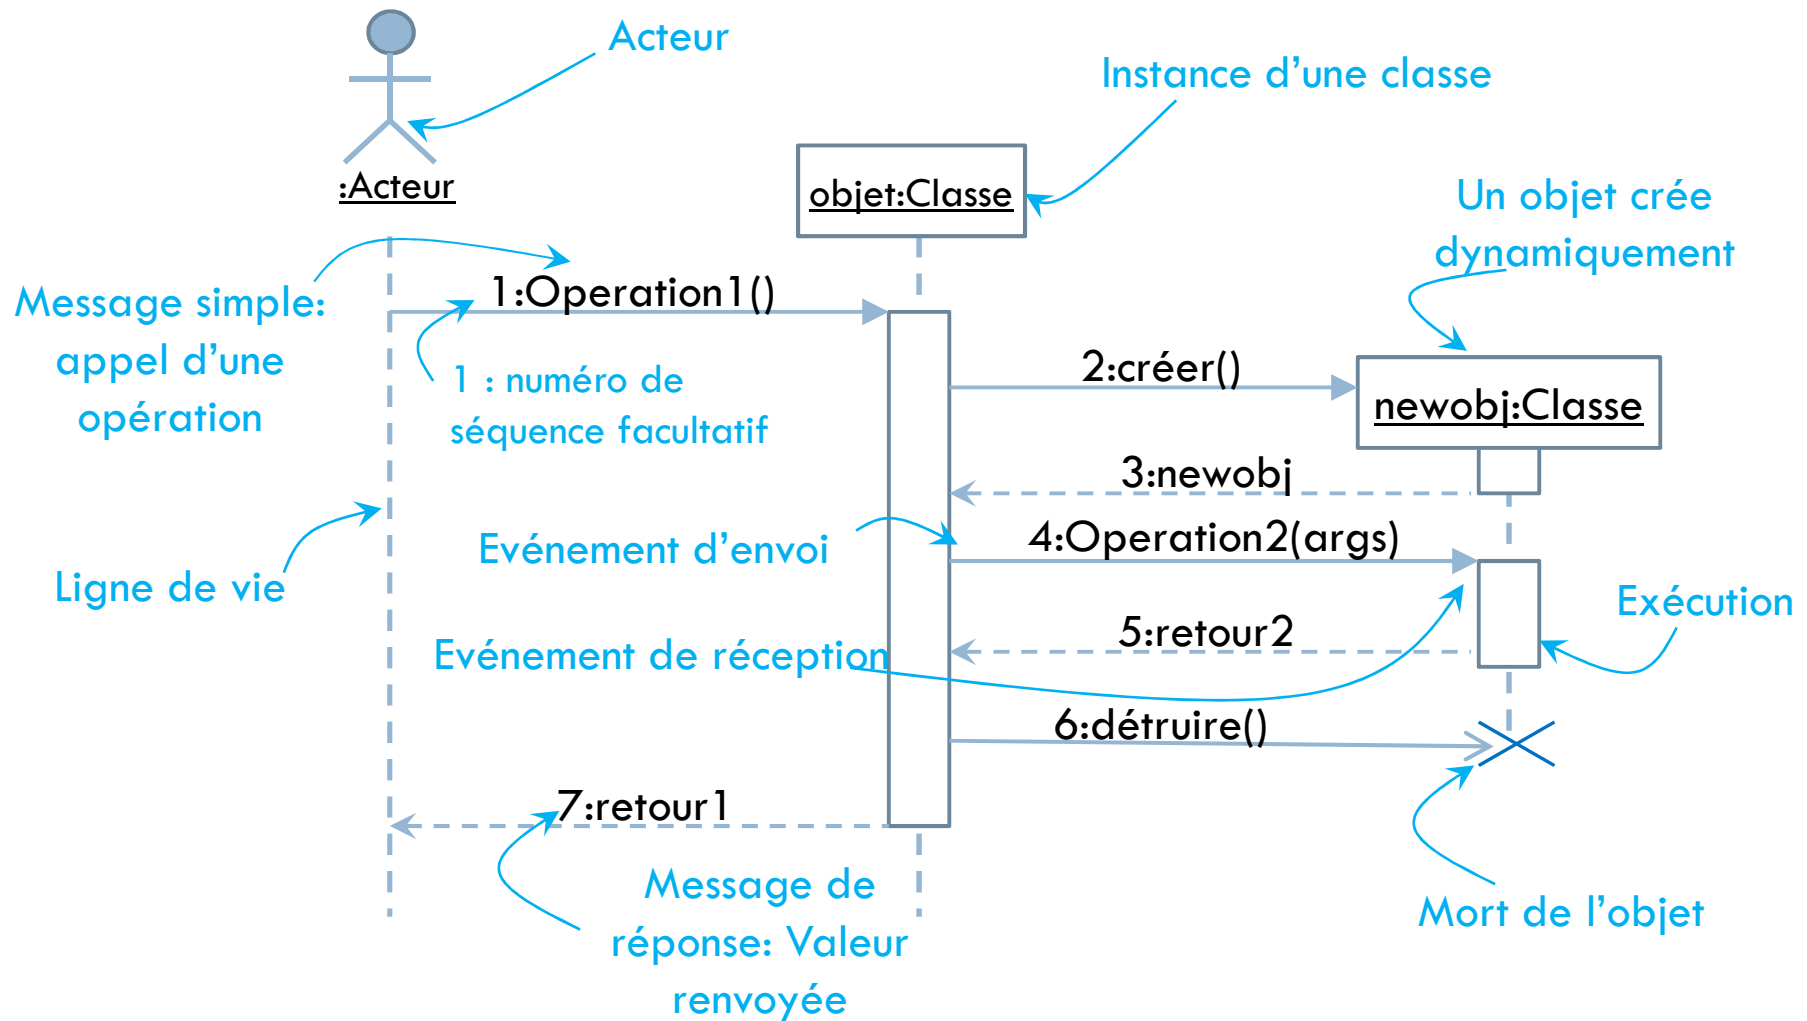 Acteur
Instance d’une classe
:Acteur
objet:Classe
Un objet crée
dynamiquement
Message simple:
appel d’une
opération
1:Operation1()
1 : numéro de
séquence facultatif
2:créer()
newobj:Classe
3:newobj
Evénement d’envoi
4:Operation2(args)
Ligne de vie
Exécution
Evénement de réception
5:retour2
6:détruire()
7:retour1
Message de
réponse: Valeur
renvoyée
Mort de l’objet